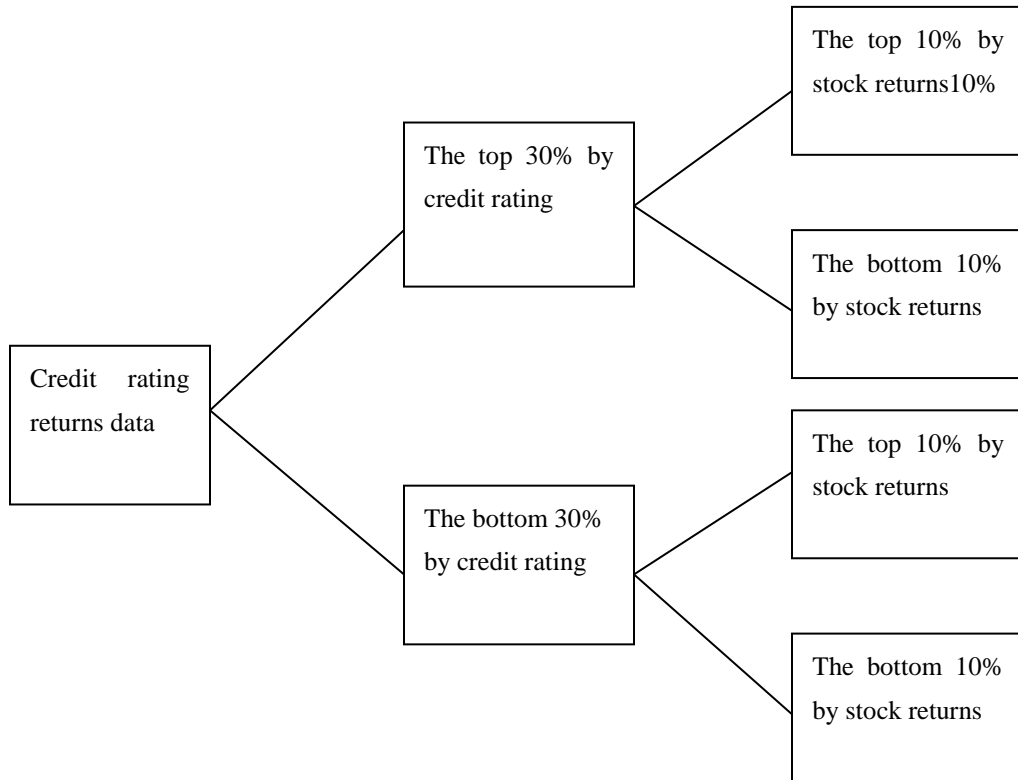 The top 10% by
stock returns10%
The top 30% by
credit rating
The bottom 10%
by stock returns
Credit rating
returns data
The top 10% by
stock returns
The bottom 30%
by credit rating
The bottom 10%
by stock returns